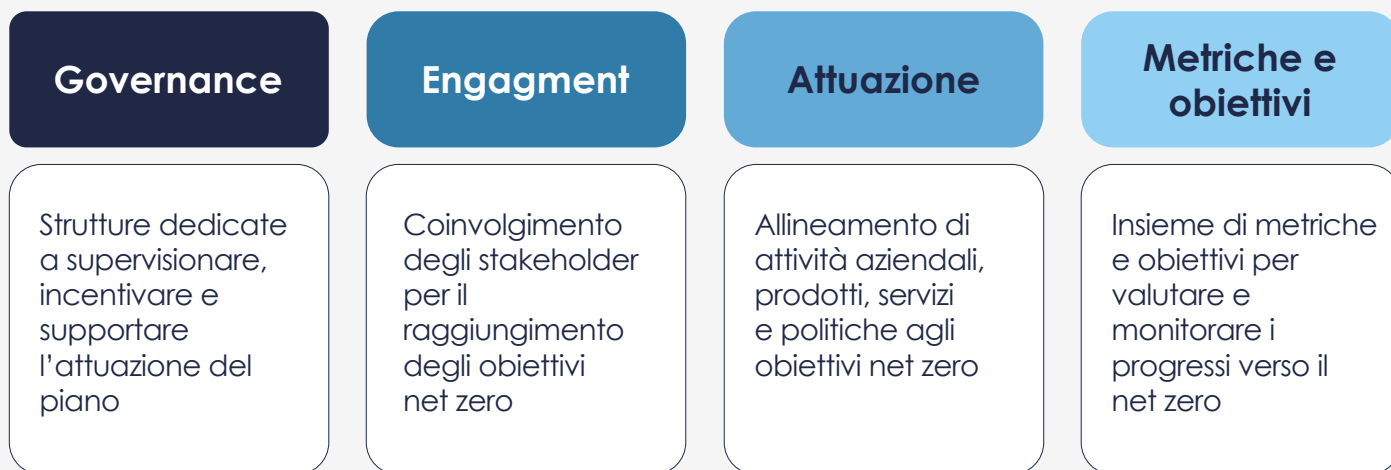 Governance
Strutture dedicate
a supervisionare,
incentivare e
supportare
l'attuazione del
piano
Engagment
Coinvolgimento
degli stakeholder
per il
raggiungimento
degli obiettivi
net zero
Attuazione
Allineamento di
attività aziendali,
prodotti, servizi
e politiche agli
obiettivi net zero
Metriche e
obiettivi
Insieme di metriche
e obiettivi per
valutare e
monitorare i
progressi verso il
net zero